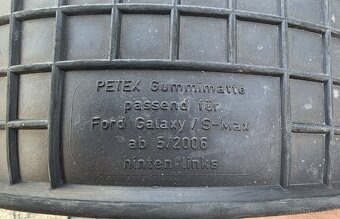 PETEX Gummimatte
passend für
Ford Galaxy / S-Max
ab 5/2006
hinten links